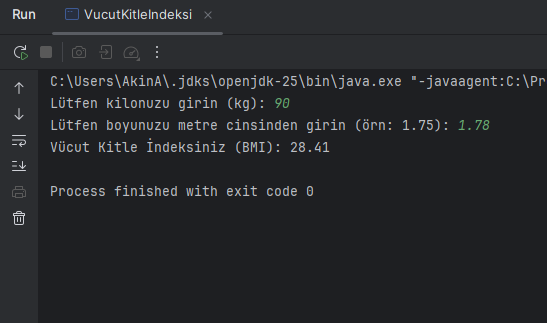 Run
VucutKitleIndeksi
C:\Users\AkinA\.jdks\openjdk-25\bin\java.exe "-javaagent:C:\Pr
Lütfen kilonuzu girin (kg): 90
Lütfen boyunuzu metre cinsinden girin (örn: 1.75): 1.78
Vücut Kitle İndeksiniz (BMI): 28.41
Process finished with exit code 0